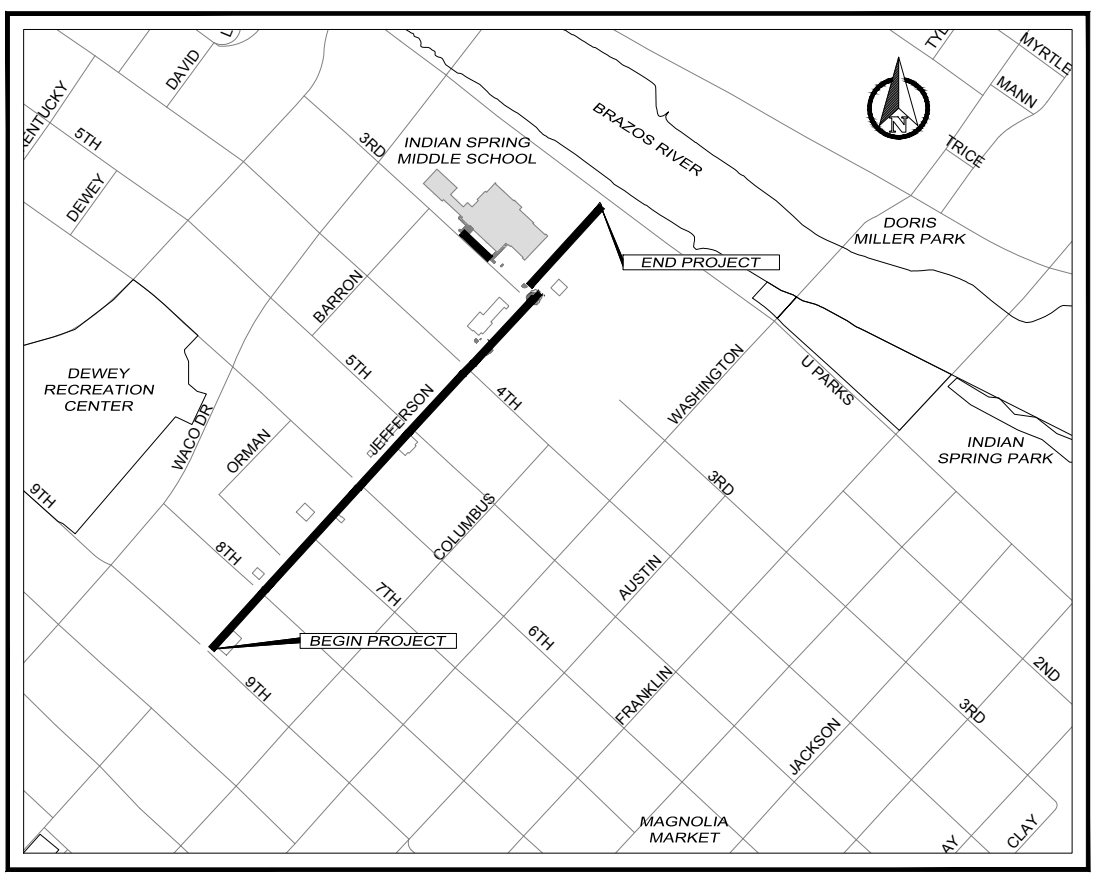 DAVID
MYRTLE
MANN
5TH
3RD
INDIAN SPRING
MIDDLE SCHOOL
BRAZOS RIVER
N
TRICE
DEWEY
DORIS
MILLER PARK
END PROJECT
BARRON
DEWEY
RECREATION
CENTER
5TH
JEFFERSON
4TH
WASHINGTON
U PARKS
WACO DR
ORMAN
INDIAN
SPRING PARK
9TH
3RD
COLUMBUS
8TH
7TH
AUSTIN
BEGIN PROJECT
6TH
9TH
FRANKLIN
2ND
3RD
JACKSON
MAGNOLIA
MARKET
CLAY
AY